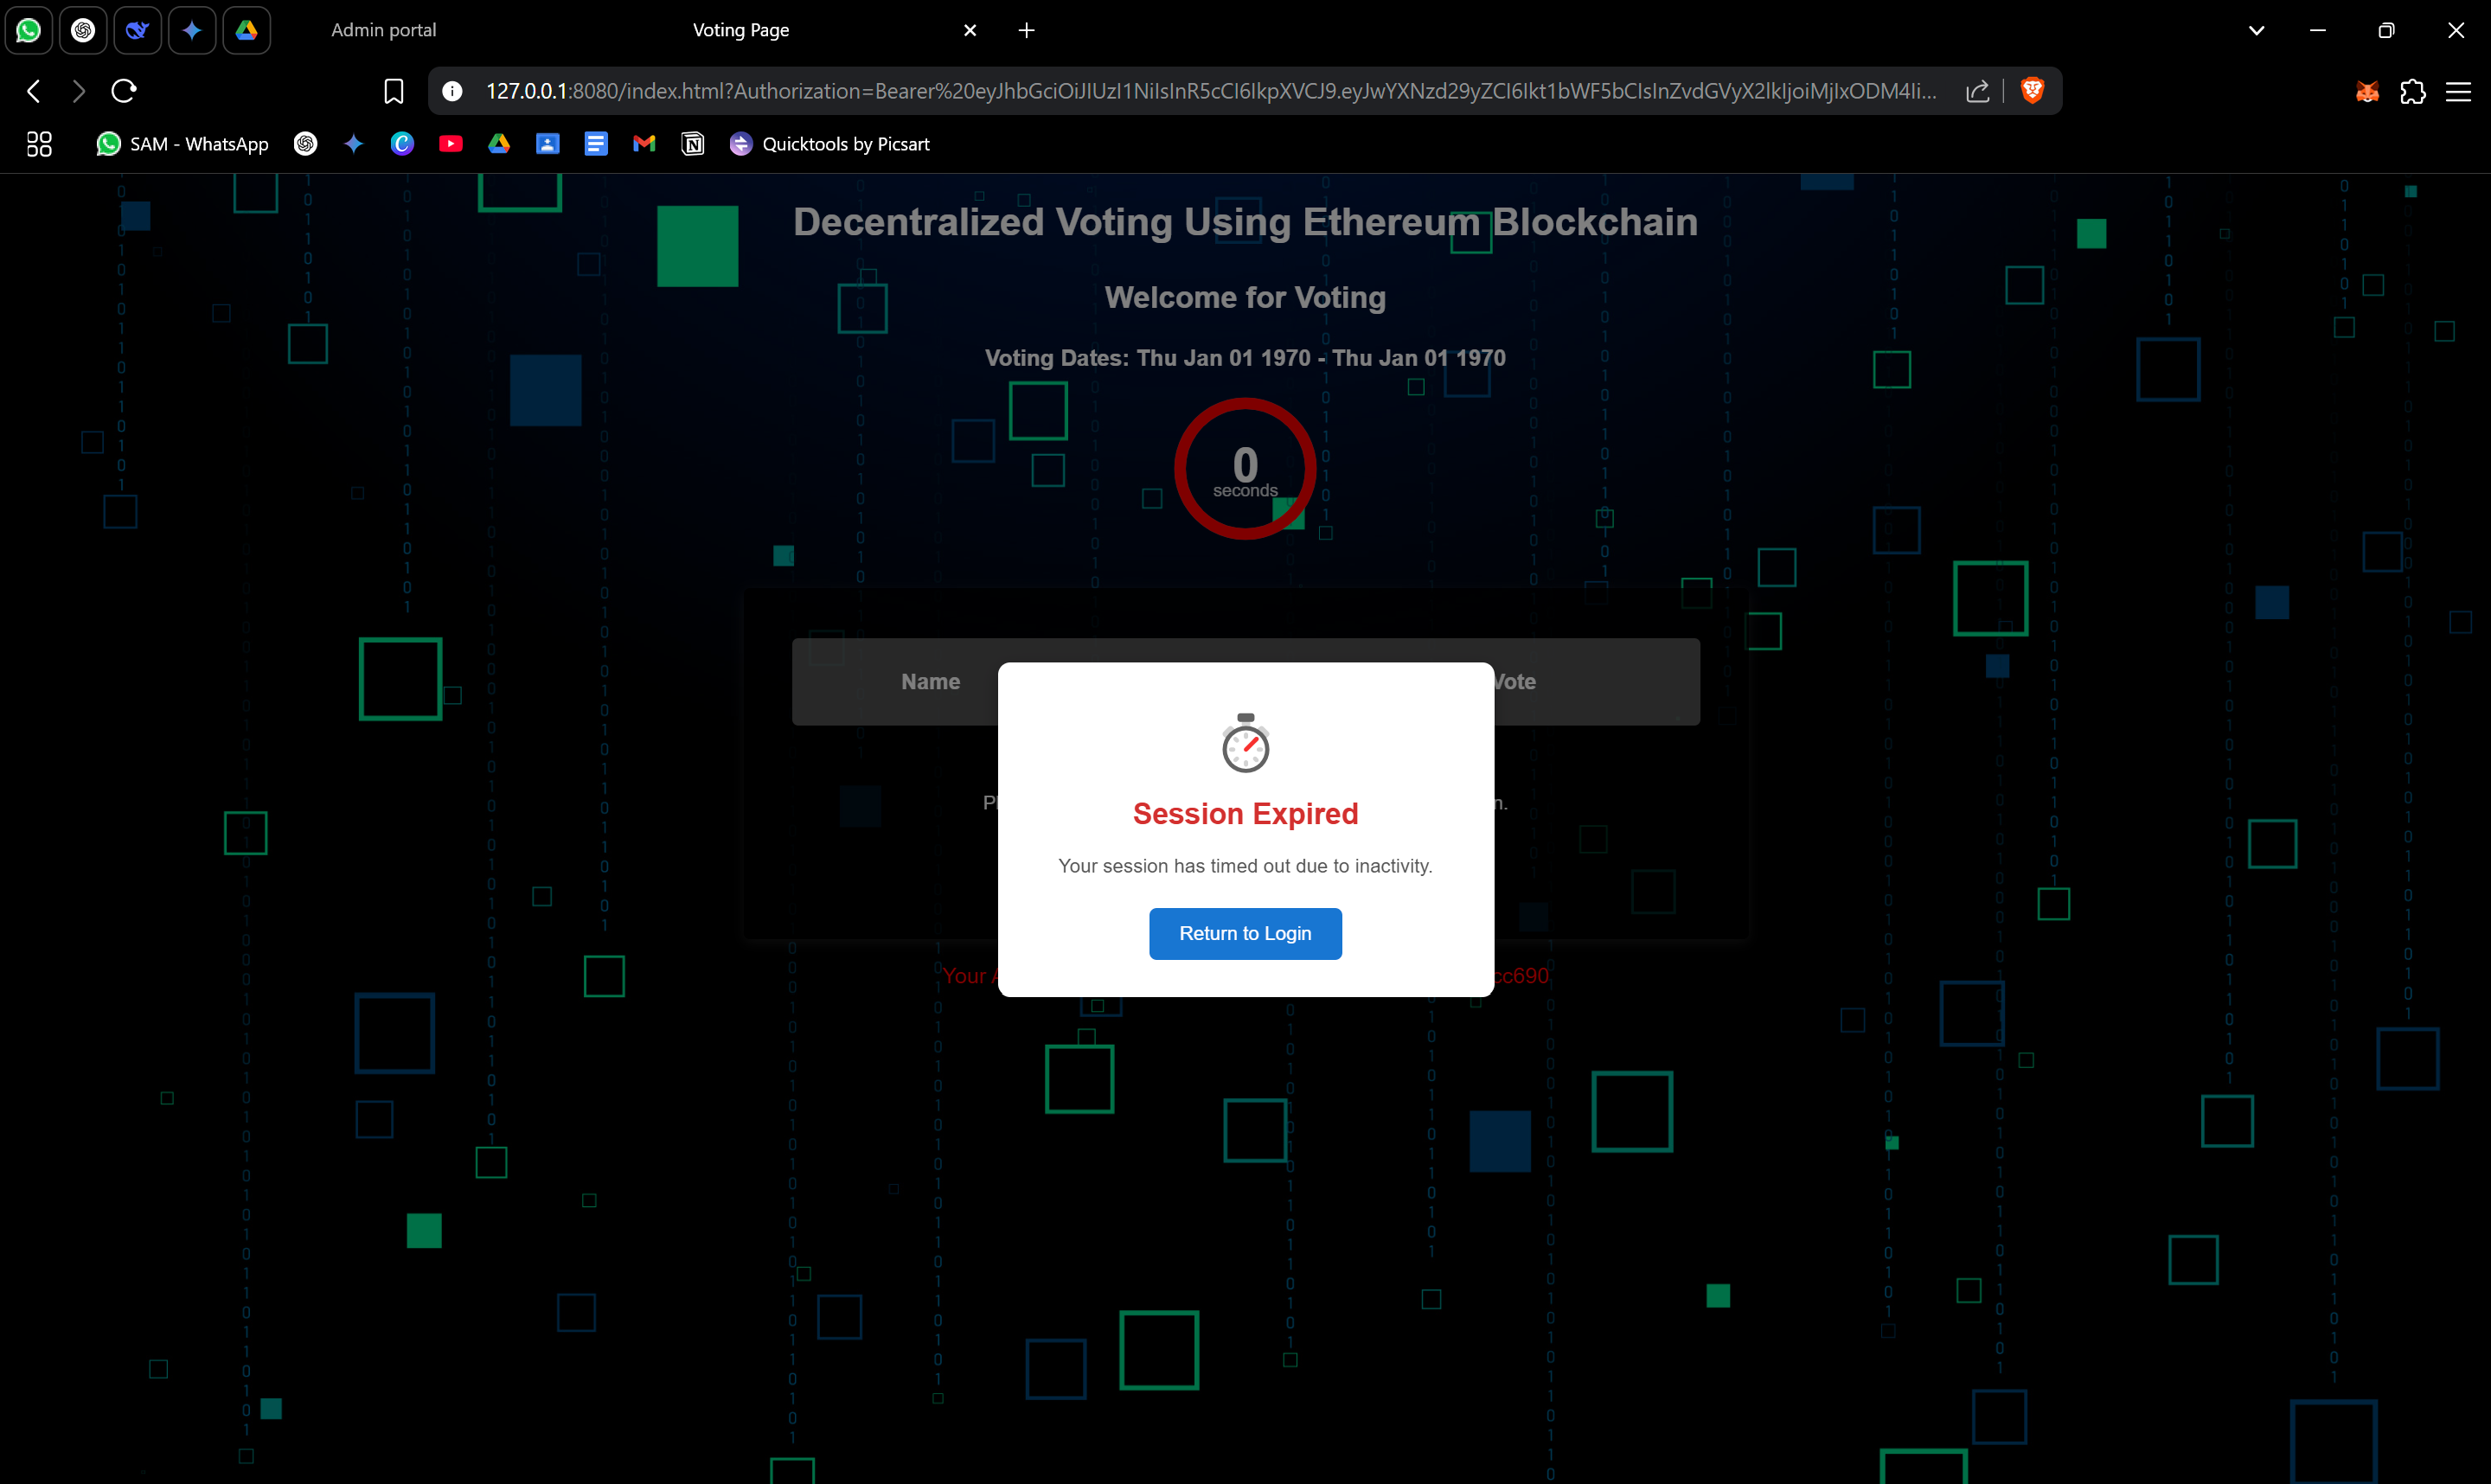 Admin portal
Voting Page
127.0.0.1:8080/index.html?Authorization=Bearer%20eyJhbGciOiJIUzI1NiIsInR5cCI6IkpXVCJ9.eyJwYXNzd29yZCI6Ikt1bWF5bCIsInZvdGVyX2lkIjoiMjIxODM4Ii...
SAM - WhatsApp
Quicktools by Picsart
Decentralized Voting Using Ethereum Blockchain
Welcome for Voting
Voting Dates: Thu Jan 01 1970 - Thu Jan 01 1970
0
seconds
Name
Vote
Session Expired
Your session has timed out due to inactivity.
Return to Login
Your
cc690